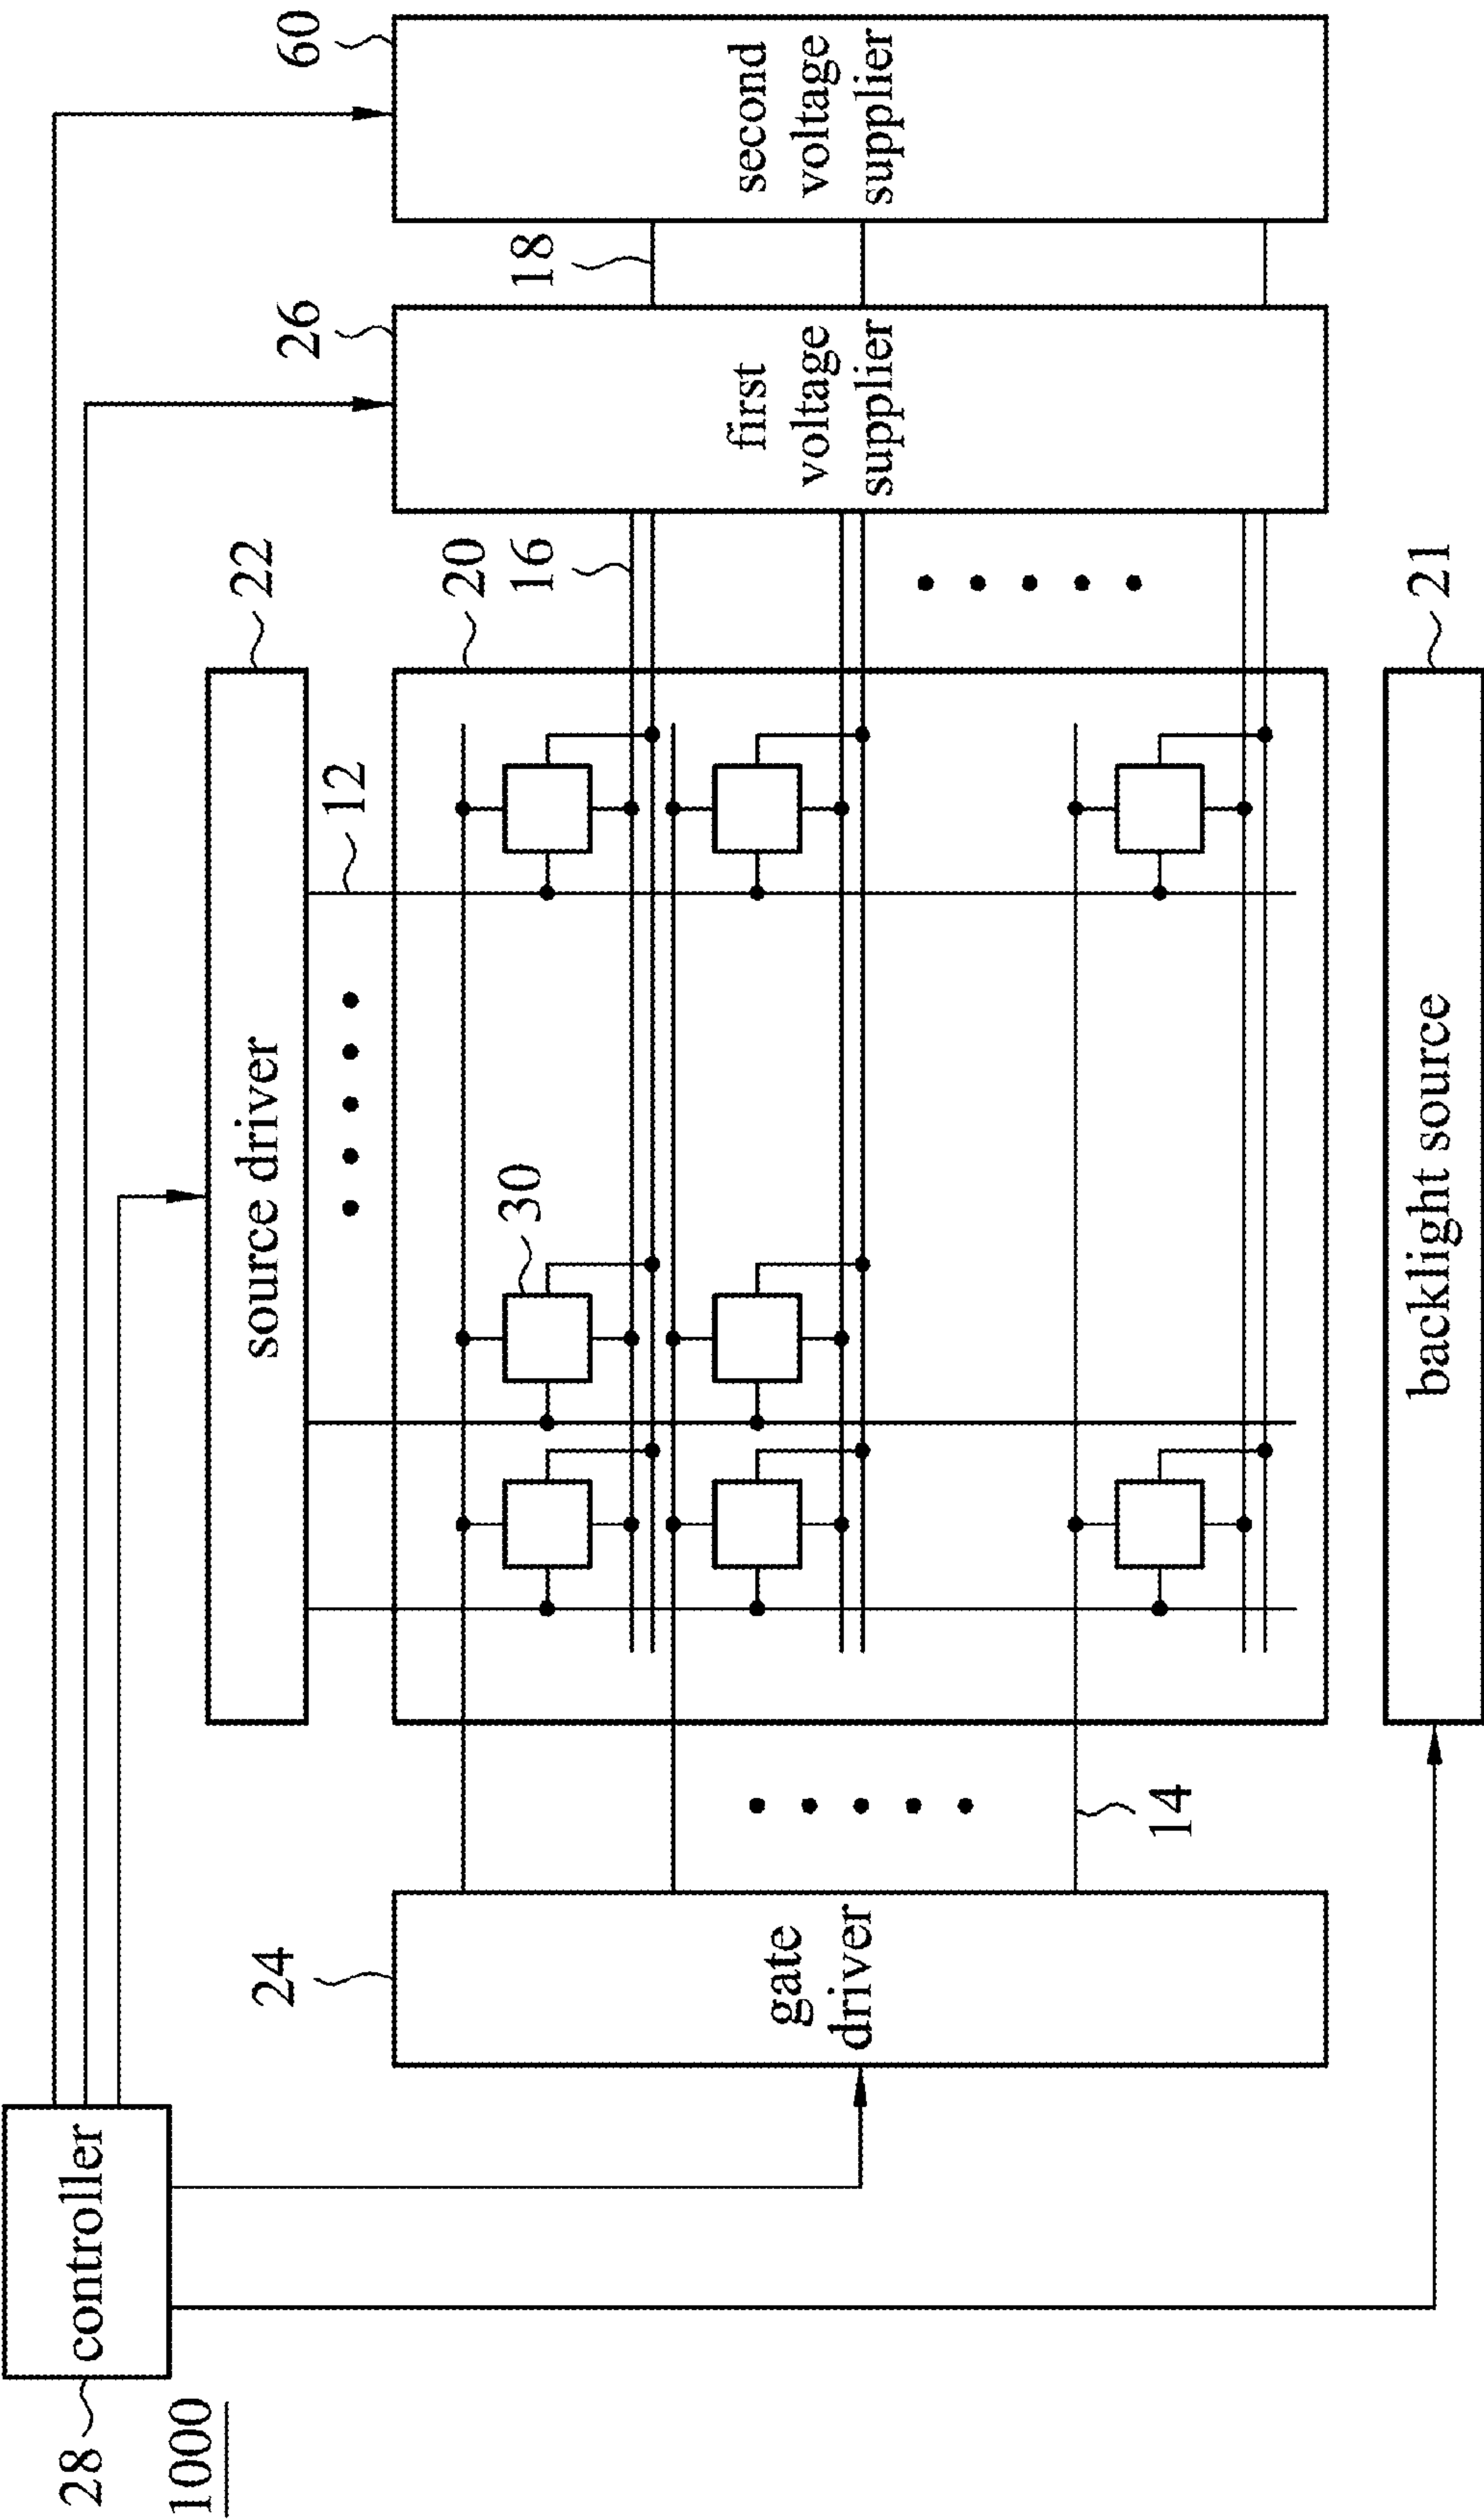 1000
28
controller
24
gate
driver
14
source driver
22
12
30
20
16
18
26
first
voltage
supplier
60
second
voltage
supplier
backlight source
21